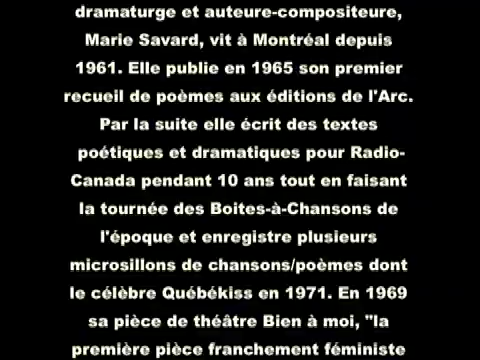 dramaturge et auteure-compositeure,
Marie Savard, vit à Montréal depuis
1961. Elle publie en 1965 son premier
recueil de poèmes aux éditions de l'Arc.
Par la suite elle écrit des textes
poétiques et dramatiques pour Radio-
Canada pendant 10 ans tout en faisant
la tournée des Boites-à-Chansons de
l'époque et enregistre plusieurs
microsillons de chansons/poèmes dont
le célèbre Québékiss en 1971. En 1969
sa pièce de théâtre Bien à moi, "la
première pièce franchement féministe